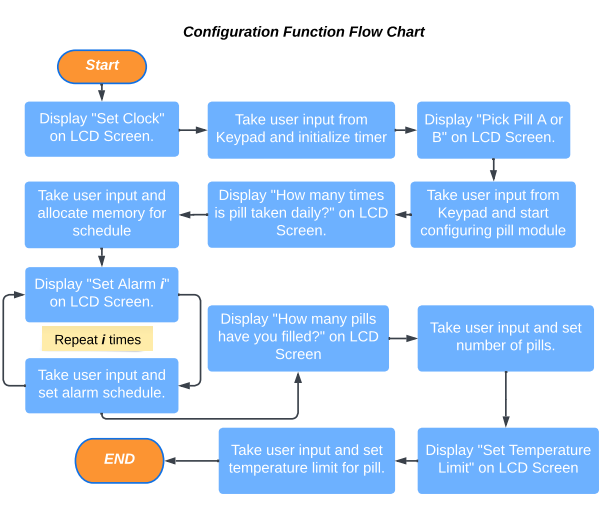 Configuration Function Flow Chart
Start
Display "Set Clock"
on LCD Screen.
Take user input from
Keypad and initialize timer
Display "Pick Pill A or
B" on LCD Screen.
Take user input from
Keypad and start
configuring pill module
Display "How many times
is pill taken daily?" on LCD
Screen.
Take user input and
allocate memory for
schedule
Display "Set Alarm i"
on LCD Screen.
Repeat i times
Take user input and
set alarm schedule.
Display "How many pills
have you filled?" on LCD
Screen
Take user input and set
number of pills.
Display "Set Temperature
Limit" on LCD Screen
Take user input and set
temperature limit for pill.
END